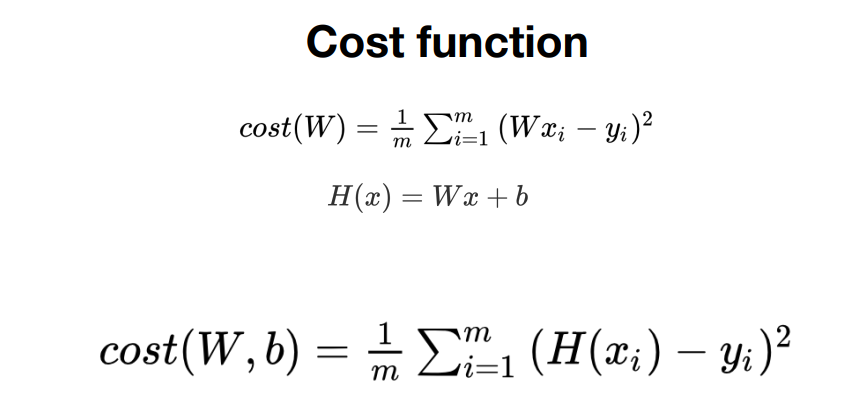 Cost function
cost(W) = \frac{1}{m} \sum_{i=1}^{m} (Wx_i - y_i)^2
H(x) = Wx + b
cost(W, b) = \frac{1}{m} \sum_{i=1}^{m} (H(x_i) - y_i)^2